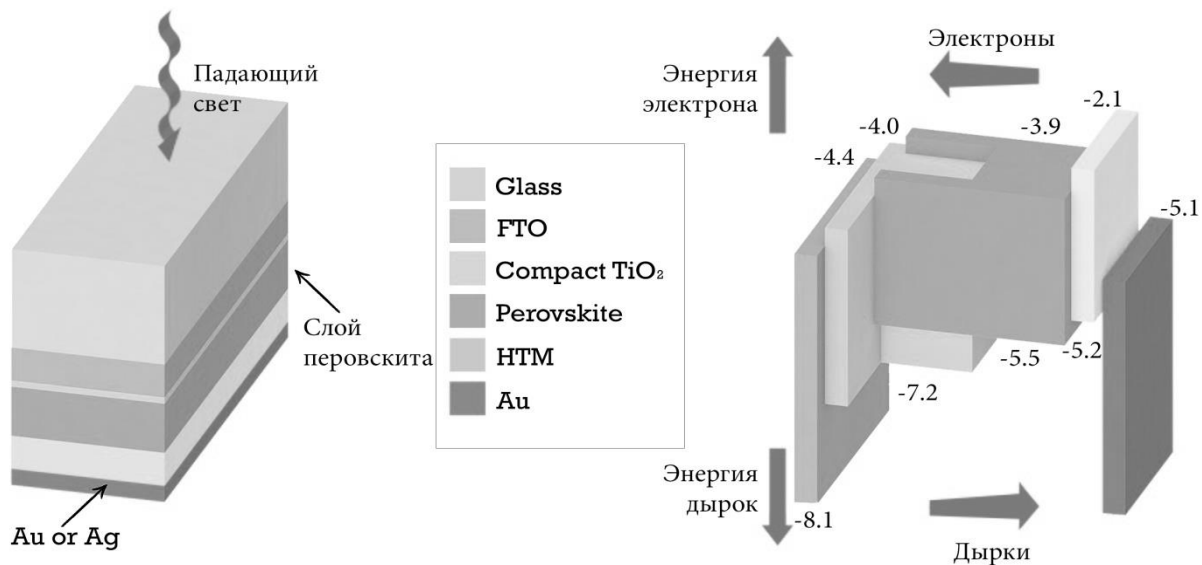 Падающий
свет
Слой
перовскита
Au or Ag
Glass
FTO
Compact TiO₂
Perovskite
HTM
Au
Энергия
электрона
Электроны
-2.1
-4.0
-3.9
-4.4
-5.1
-5.2
-5.5
-7.2
Энергия
дырок
-8.1
Дырки